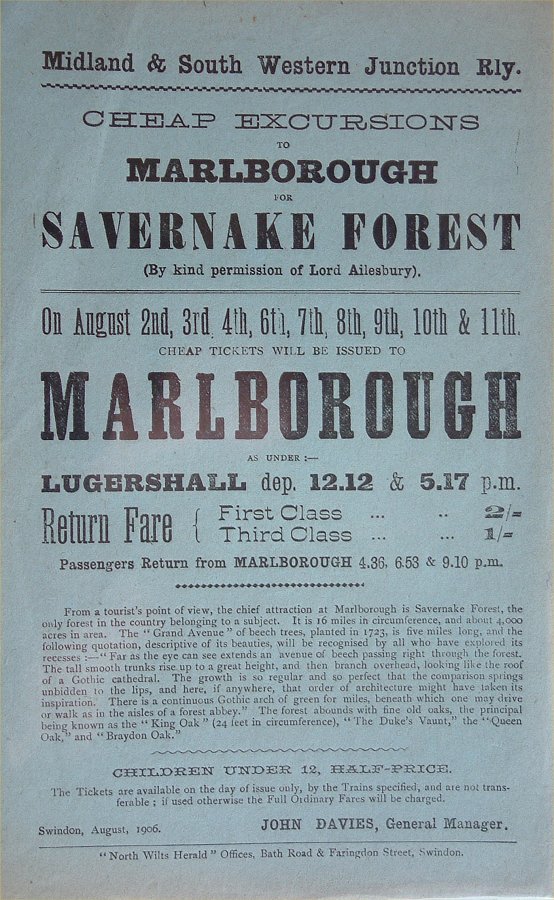 Midland & South Western Junction Rly.
CHEAP EXCURSIONS
TO
MARLBOROUGH
FOR
SAVERNAKE FOREST
(By kind permission of Lord Ailesbury).
On August 2nd, 3rd, 4th, 6th, 7th, 8th, 9th, 10th & 11th.
CHEAP TICKETS WILL BE ISSUED TO
MARLBOROUGH
AS UNDER :—
LUGERSHALL dep. 12.12 & 5.17 p.m.
Return Fare { First Class ... .. 2/=
Third Class ... ... 1/=
Passengers Return from MARLBOROUGH 4.36, 6.53 & 9.10 p.m.
From a tourist's point of view, the chief attraction at Marlborough is Savernake Forest, the
only forest in the country belonging to a subject. It is 16 miles in circumference, and about 4,000
acres in area. The "Grand Avenue" of beech trees, planted in 1723, is five miles long, and the
following quotation, descriptive of its beauties, will be recognised by all who have explored its
recesses :—"Far as the eye can see extends an avenue of beech passing right through the forest.
The tall smooth trunks rise up to a great height, and then branch overhead, looking like the roof
of a Gothic cathedral. The growth is so regular and so perfect that the comparison springs
unbidden to the lips, and here, if anywhere, that order of architecture might have taken its
inspiration. There is a continuous Gothic arch of green for miles, beneath which one may drive
or walk as in the aisles of a forest abbey." The forest abounds with fine old oaks, the principal
being known as the "King Oak" (24 feet in circumference), "The Duke's Vaunt," the "Queen
Oak," and "Braydon Oak."
CHILDREN UNDER 12, HALF-PRICE.
The Tickets are available on the day of issue only, by the Trains specified, and are not trans-
ferable ; if used otherwise the Full Ordinary Fares will be charged.
Swindon, August, 1906. JOHN DAVIES, General Manager.
"North Wilts Herald" Offices, Bath Road & Faringdon Street, Swindon.